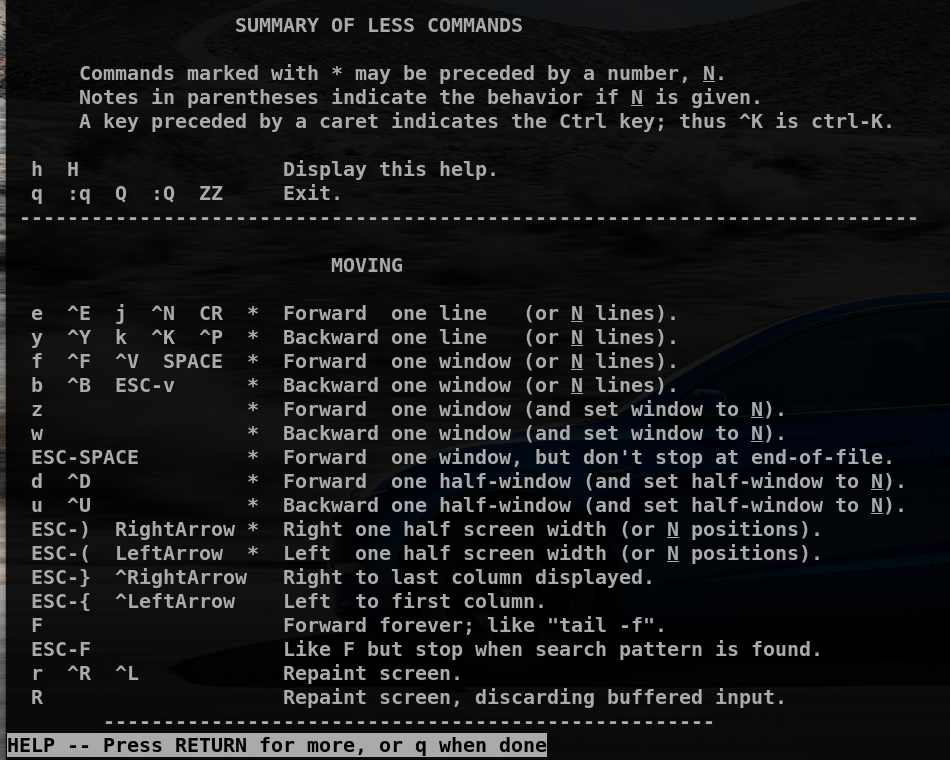 SUMMARY OF LESS COMMANDS
Commands marked with * may be preceded by a number, N.
Notes in parentheses indicate the behavior if N is given.
A key preceded by a caret indicates the Ctrl key; thus ^K is ctrl-K.
h  H                 Display this help.
q  :q  Q  :Q  ZZ     Exit.
---------------------------------------------------------------------------
MOVING
e  ^E  j  ^N  CR  *  Forward  one line   (or N lines).
y  ^Y  k  ^K  ^P  *  Backward one line   (or N lines).
f  ^F  ^V  SPACE  *  Forward  one window (or N lines).
b  ^B  ESC-v      *  Backward one window (or N lines).
z                 *  Forward  one window (and set window to N).
w                 *  Backward one window (and set window to N).
ESC-SPACE         *  Forward  one window, but don't stop at end-of-file.
d  ^D             *  Forward  one half-window (and set half-window to N).
u  ^U             *  Backward one half-window (and set half-window to N).
ESC-)  RightArrow *  Right one half screen width (or N positions).
ESC-(  LeftArrow  *  Left  one half screen width (or N positions).
ESC-}  ^RightArrow   Right to last column displayed.
ESC-{  ^LeftArrow    Left  to first column.
F                    Forward forever; like "tail -f".
ESC-F                Like F but stop when search pattern is found.
r  ^R  ^L            Repaint screen.
R                    Repaint screen, discarding buffered input.
---------------------------------------------------
HELP -- Press RETURN for more, or q when done